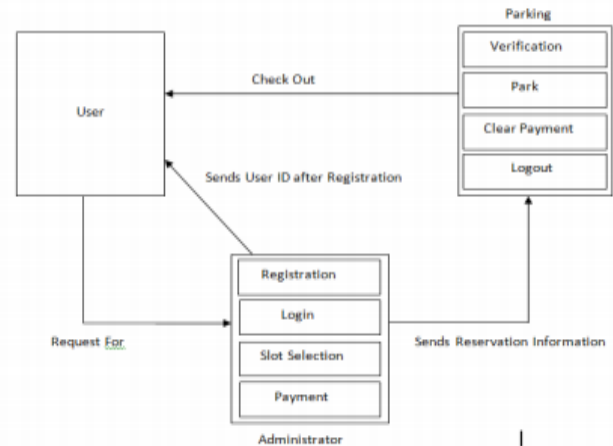 Parking
Verification
Park
Clear Payment
Logout
Check Out
User
Sends User ID after Registration
Registration
Login
Slot Selection
Payment
Request For
Sends Reservation Information
Administrator